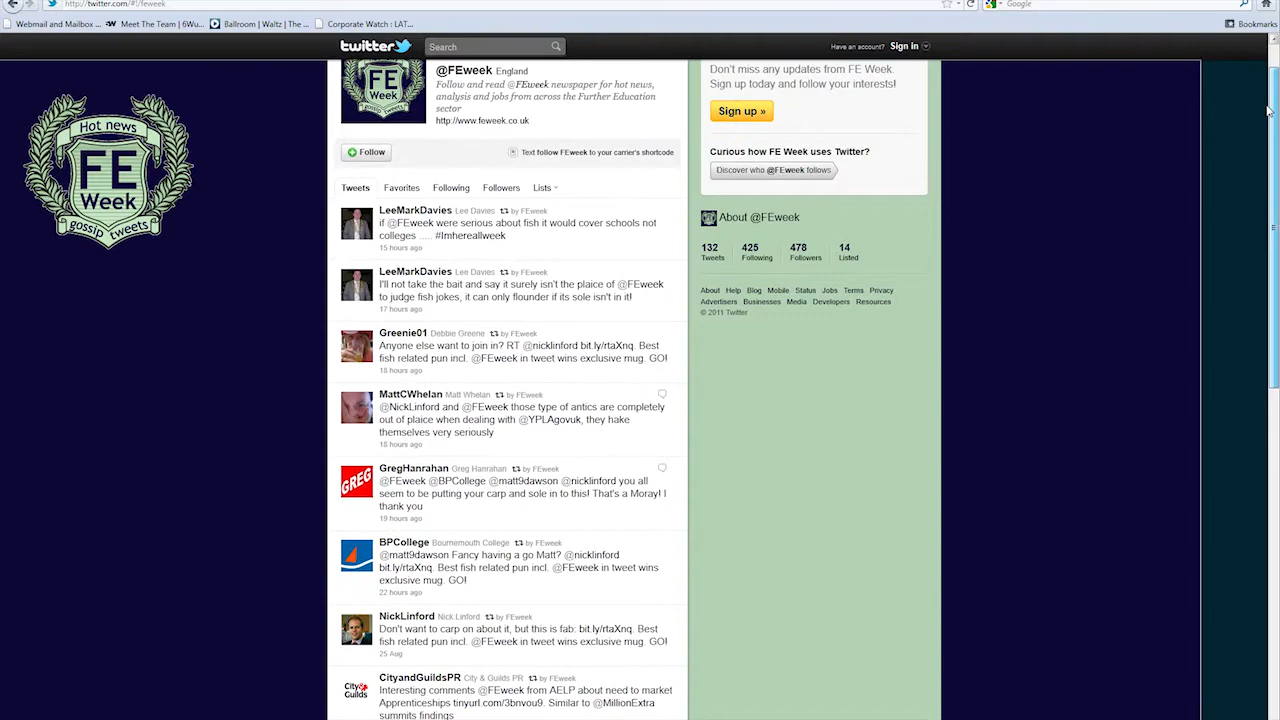 http://twitter.com/#!/feweek
Google
Webmail and Mailbox ...
Meet The Team | 6Wu...
Ballroom | Waltz | The ...
Corporate Watch : LAT...
Bookmarks
twitter
Search
Have an account? Sign in
Hot news
FE
Week
gossip tweets
FE
Week
gossip tweets
@FEweek England
Follow and read @FEweek newspaper for hot news,
analysis and jobs from across the Further Education
sector
http://www.feweek.co.uk
Follow
Text follow FEweek to your carrier's shortcode
Tweets Favorites Following Followers Lists
LeeMarkDavies Lee Davies by FEweek
if @FEweek were serious about fish it would cover schools not
colleges ..... #Imhereallweek
15 hours ago
LeeMarkDavies Lee Davies by FEweek
I'll not take the bait and say it surely isn't the plaice of @FEweek
to judge fish jokes, it can only flounder if its sole isn't in it!
17 hours ago
Greenie01 Debbie Greene by FEweek
Anyone else want to join in? RT @nicklinford bit.ly/rtaXnq. Best
fish related pun incl. @FEweek in tweet wins exclusive mug. GO!
18 hours ago
MattCWhelan Matt Whelan by FEweek
@NickLinford and @FEweek those type of antics are completely
out of plaice when dealing with @YPLAgovuk, they hake
themselves very seriously
18 hours ago
GREG
GregHanrahan Greg Hanrahan by FEweek
@FEweek @BPCollege @matt9dawson @nicklinford you all
seem to be putting your carp and sole in to this! That's a Moray! I
thank you
19 hours ago
BPCollege Bournemouth College by FEweek
@matt9dawson Fancy having a go Matt? @nicklinford
bit.ly/rtaXnq. Best fish related pun incl. @FEweek in tweet wins
exclusive mug. GO!
22 hours ago
NickLinford Nick Linford by FEweek
Don't want to carp on about it, but this is fab: bit.ly/rtaXnq. Best
fish related pun incl. @FEweek in tweet wins exclusive mug. GO!
25 Aug
City&
Guilds
CityandGuildsPR City & Guilds PR by FEweek
Interesting comments @FEweek from AELP about need to market
Apprenticeships tinyurl.com/3bnvou9. Similar to @MillionExtra
summits findings
Don't miss any updates from FE Week.
Sign up today and follow your interests!
Sign up »
Curious how FE Week uses Twitter?
Discover who @FEweek follows
About @FEweek
132 425 478 14
Tweets Following Followers Listed
About Help Blog Mobile Status Jobs Terms Privacy
Advertisers Businesses Media Developers Resources
© 2011 Twitter